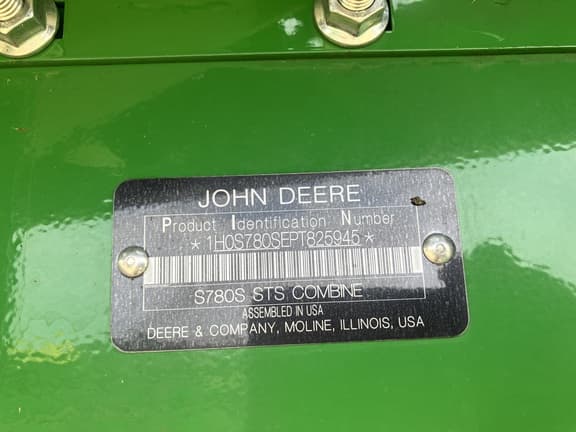 JOHN DEERE
Product Identification Number
*1H0S780SEPT825945*
S780S STS COMBINE
ASSEMBLED IN USA
DEERE & COMPANY, MOLINE, ILLINOIS, USA